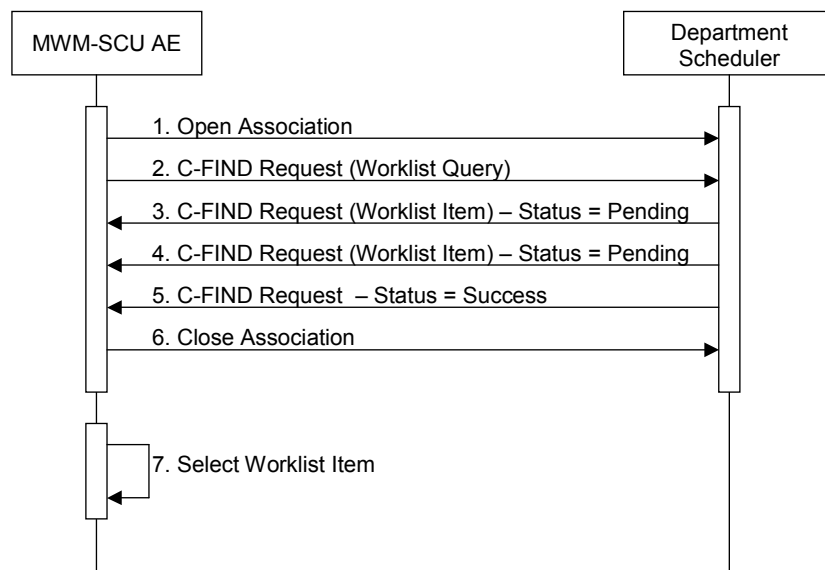 MWM-SCU AE
Department
Scheduler
1. Open Association
2. C-FIND Request (Worklist Query)
3. C-FIND Request (Worklist Item) – Status = Pending
4. C-FIND Request (Worklist Item) – Status = Pending
5. C-FIND Request  – Status = Success
6. Close Association
7. Select Worklist Item